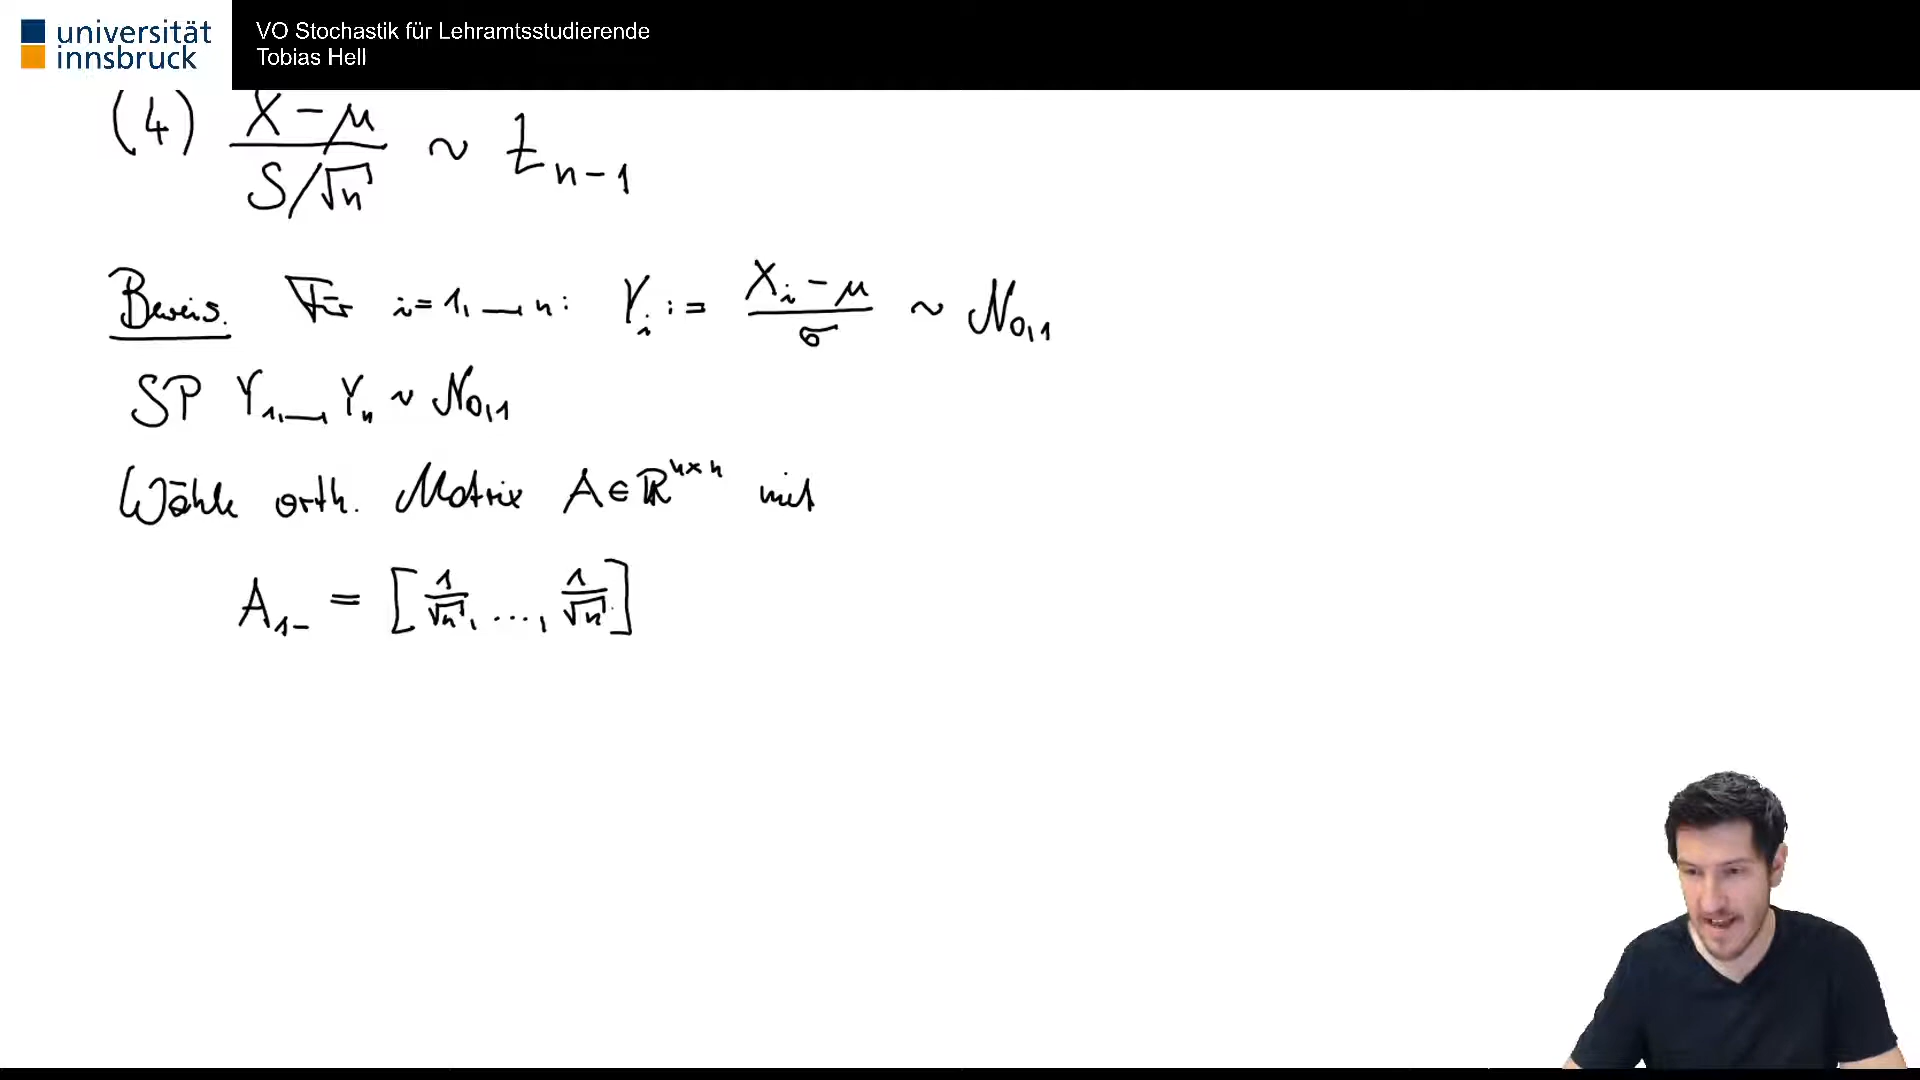 universität
innsbruck
VO Stochastik für Lehramtsstudierende
Tobias Hell
(4) X̄ - μ / S/√n ~ t_{n-1}
Beweis. Für i = 1, ..., n: Y_i := (X_i - μ)/σ ~ N_{0,1}
SP Y_1, ..., Y_n ~ N_{0,1}
Wähle orth. Matrix A ∈ ℝ^{n×n} mit
A_{1-} = [1/√n, ..., 1/√n]